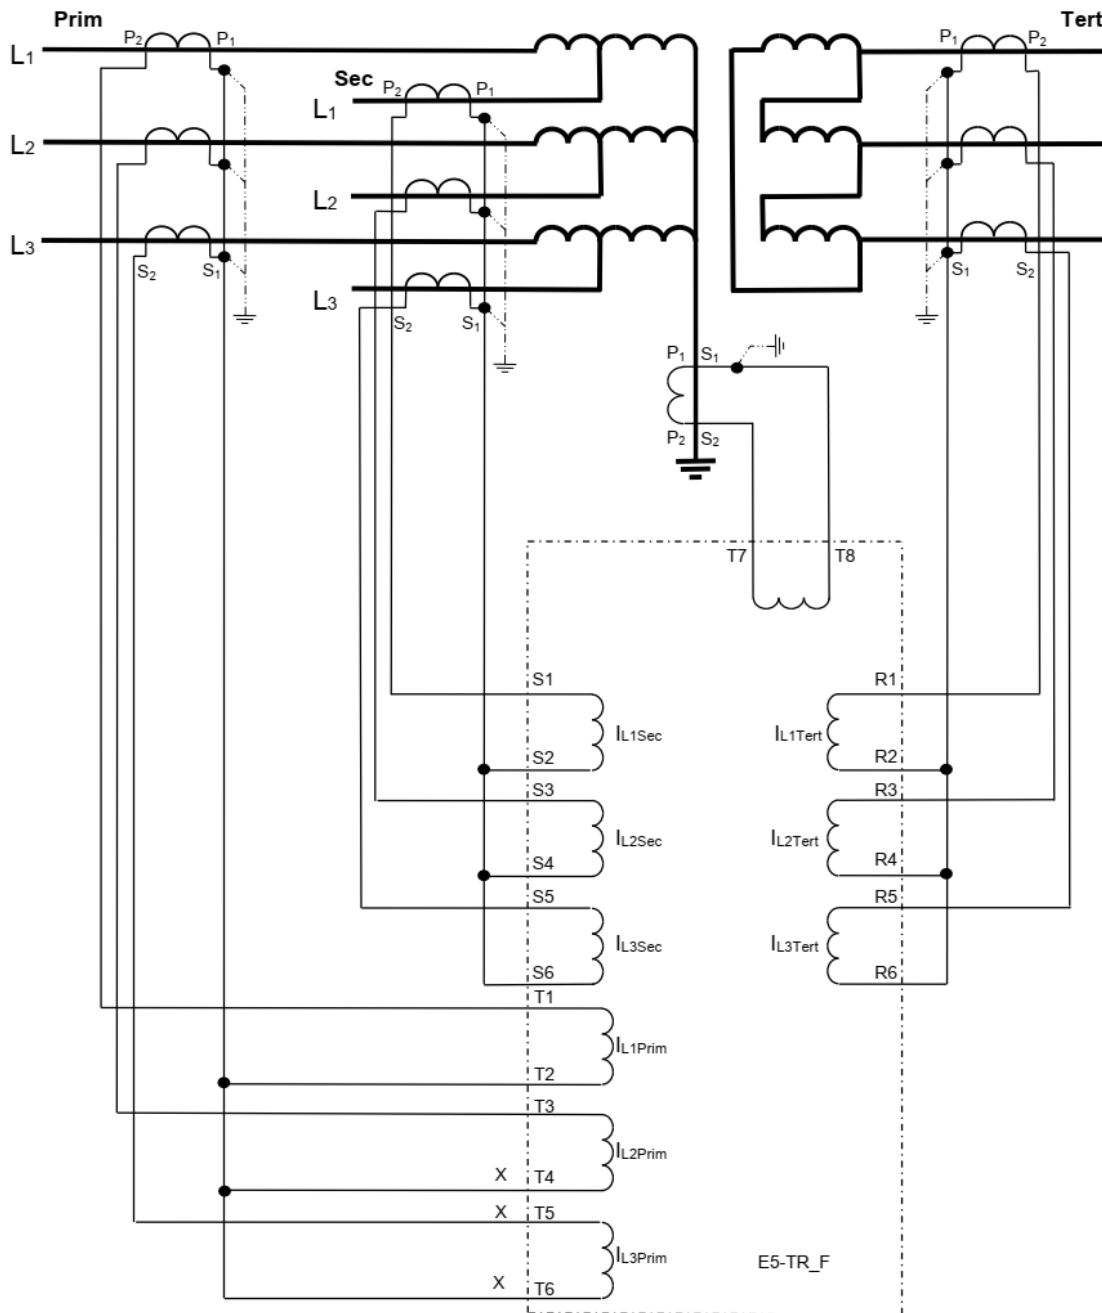 Prim Tert
P2 P1 P1 P2
L1
Sec
P2 P1
L1
L2
L2
L3
S2 S1 S1 S2
L3
S2 S1
P1 S1
P2 S2
T7 T8
S1 R1
IL1Sec IL1Tert
S2 R2
S3 R3
IL2Sec IL2Tert
S4 R4
S5 R5
IL3Sec IL3Tert
S6 R6
T1
IL1Prim
T2
T3
IL2Prim
X T4
X T5
IL3Prim E5-TR_F
X T6